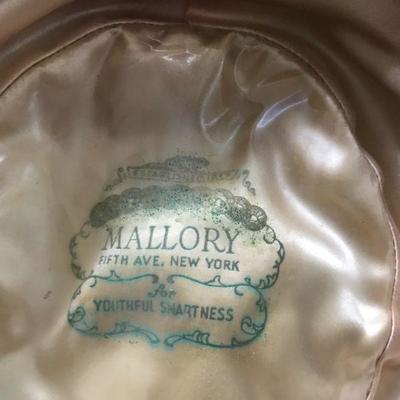 MALLORY
FIFTH AVE. NEW YORK
for
YOUTHFUL SMARTNESS